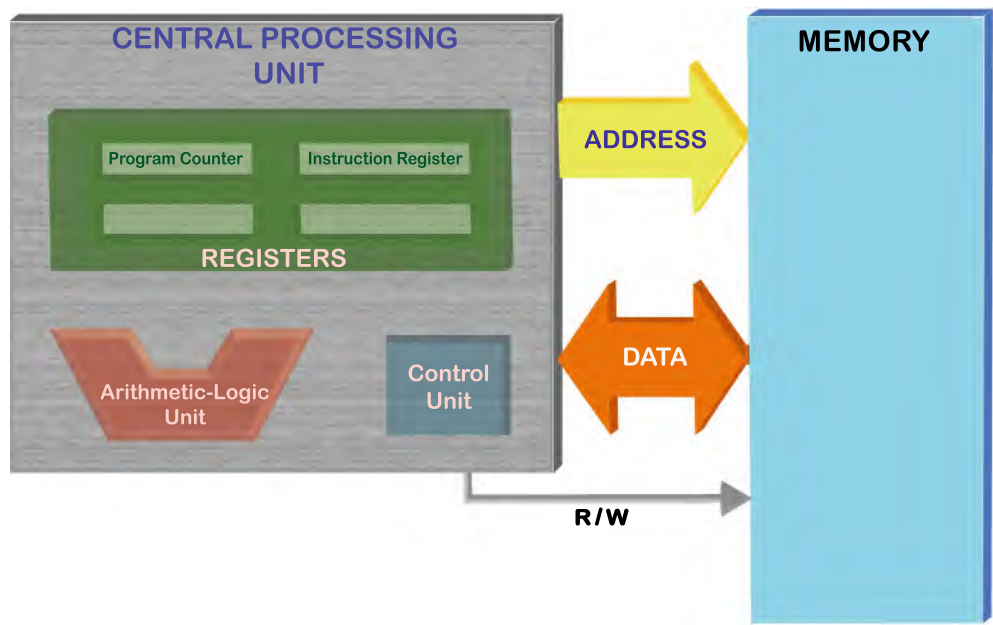 CENTRAL PROCESSING
UNIT
MEMORY
Program Counter
Instruction Register
REGISTERS
ADDRESS
Arithmetic-Logic
Unit
Control
Unit
DATA
R/W